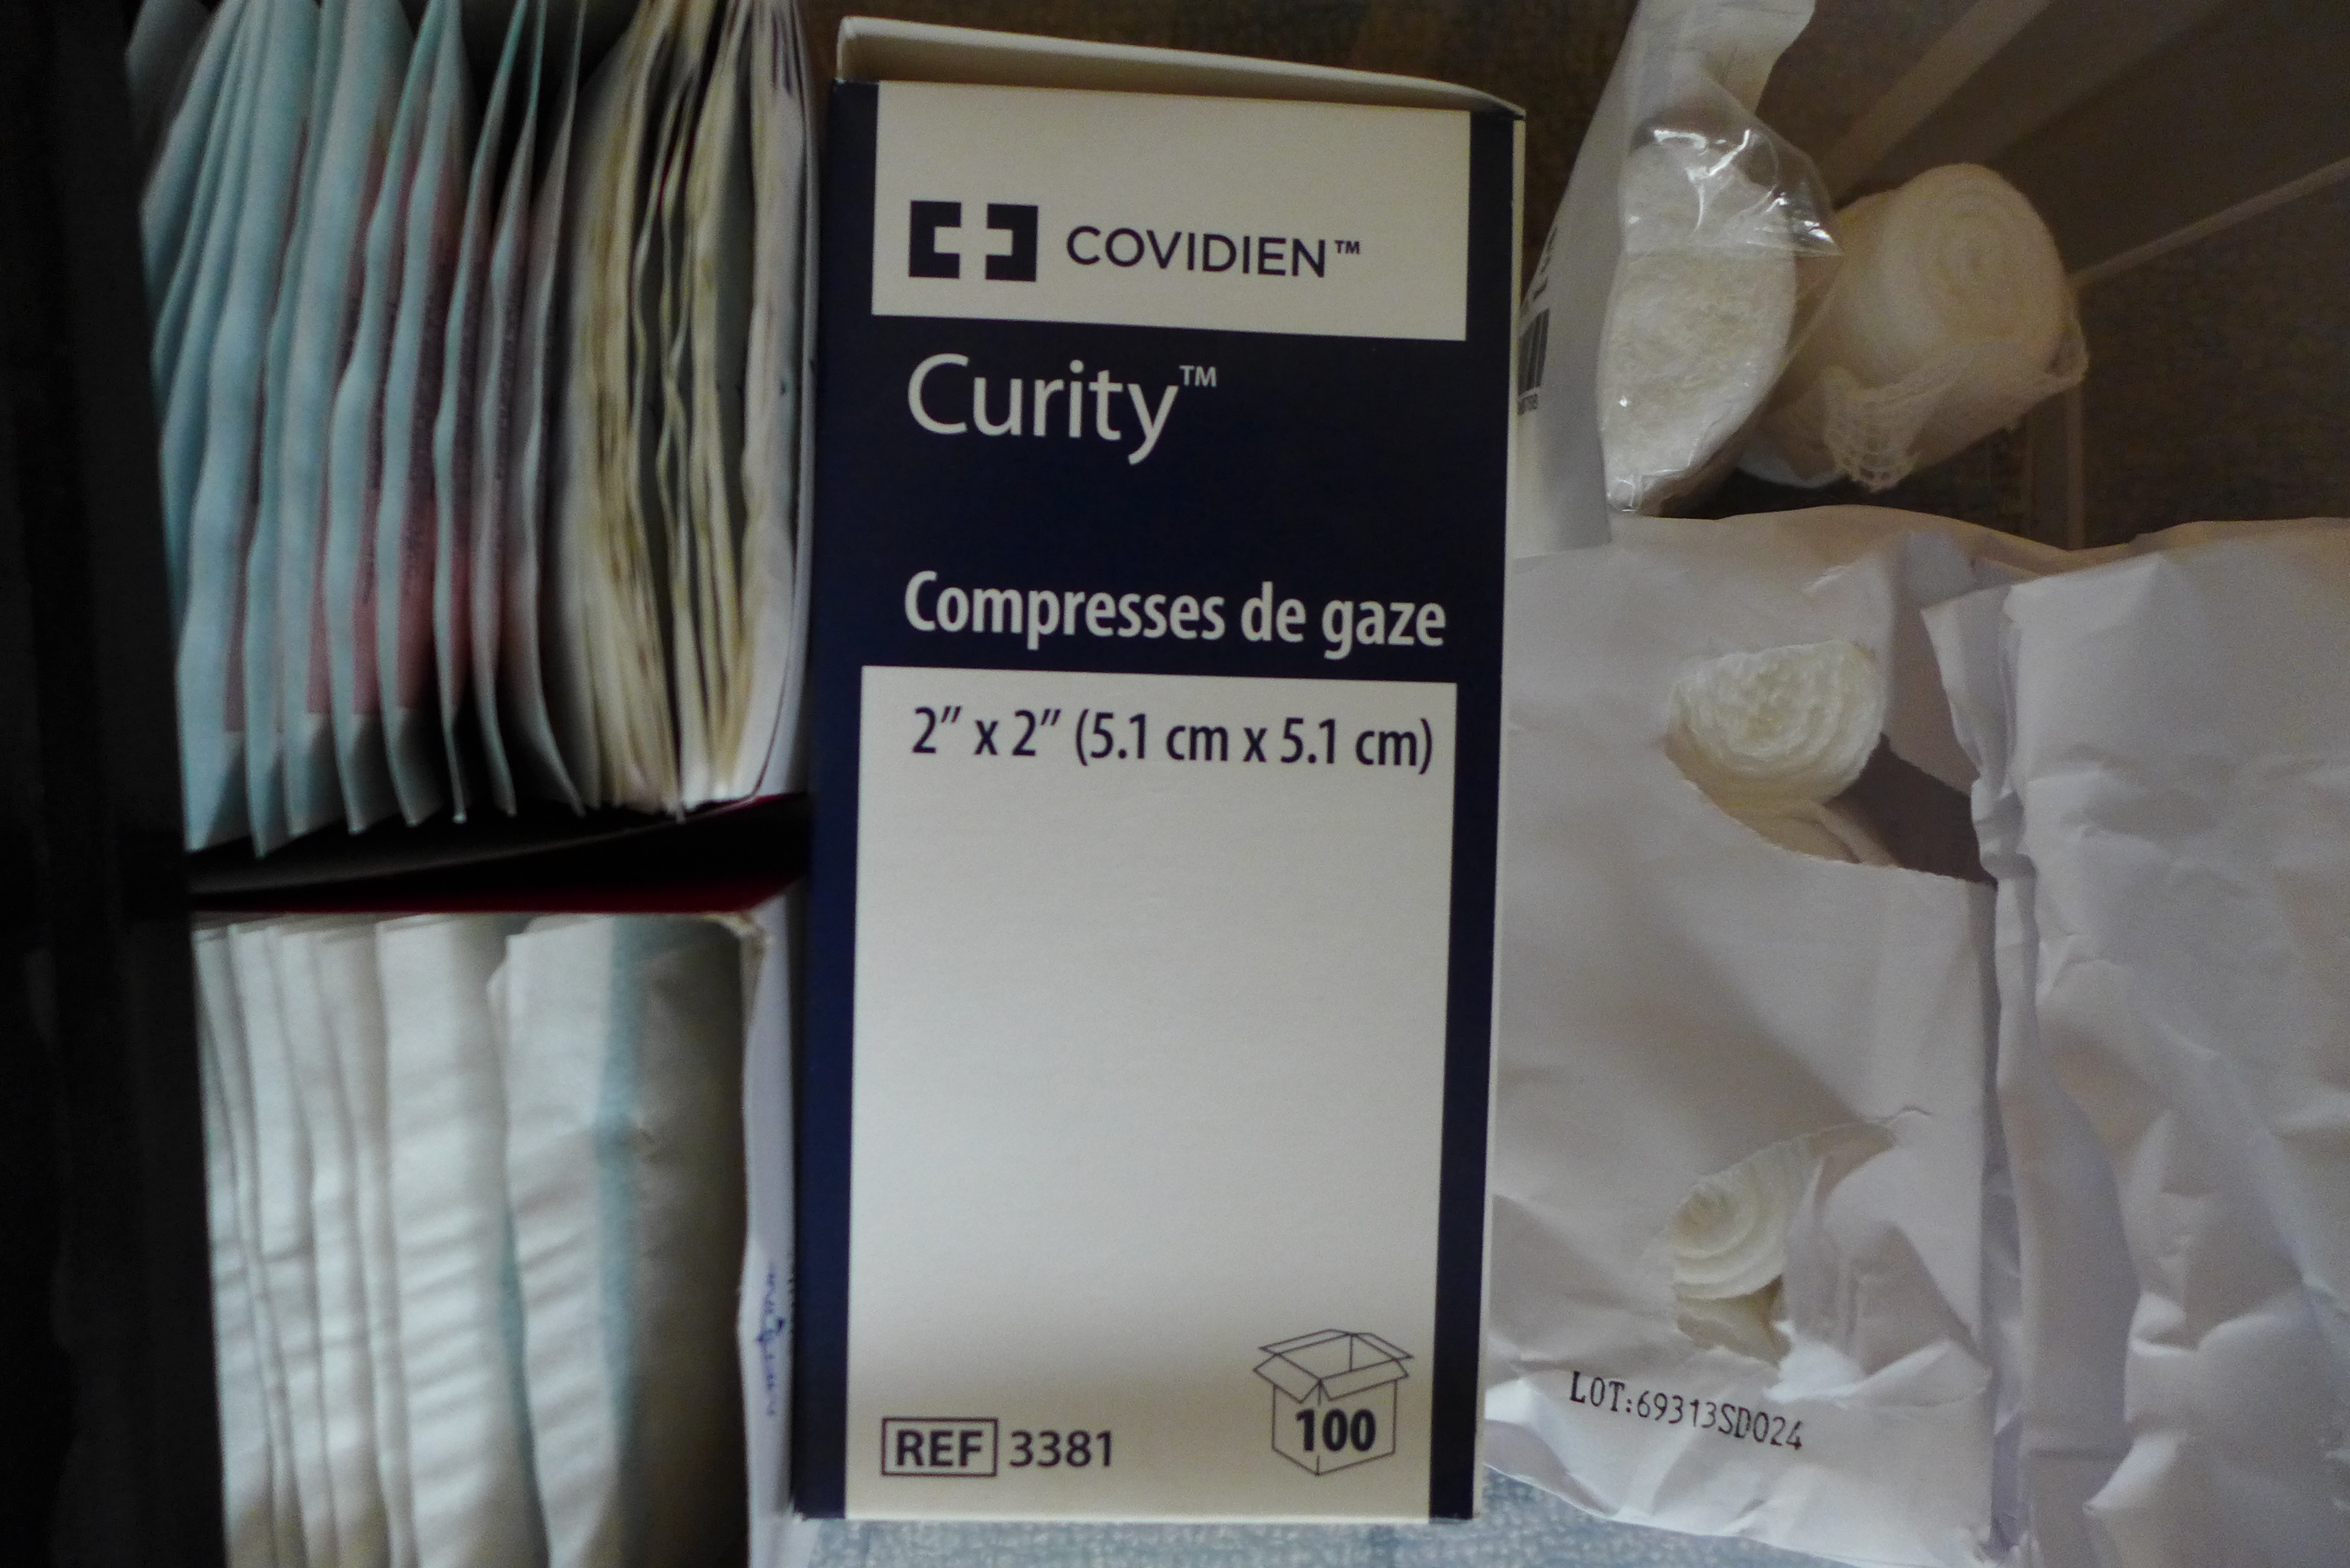 COVIDIEN™
Curity™
Compresses de gaze
2” x 2” (5.1 cm x 5.1 cm)
100
REF 3381
LOT:69313SD024